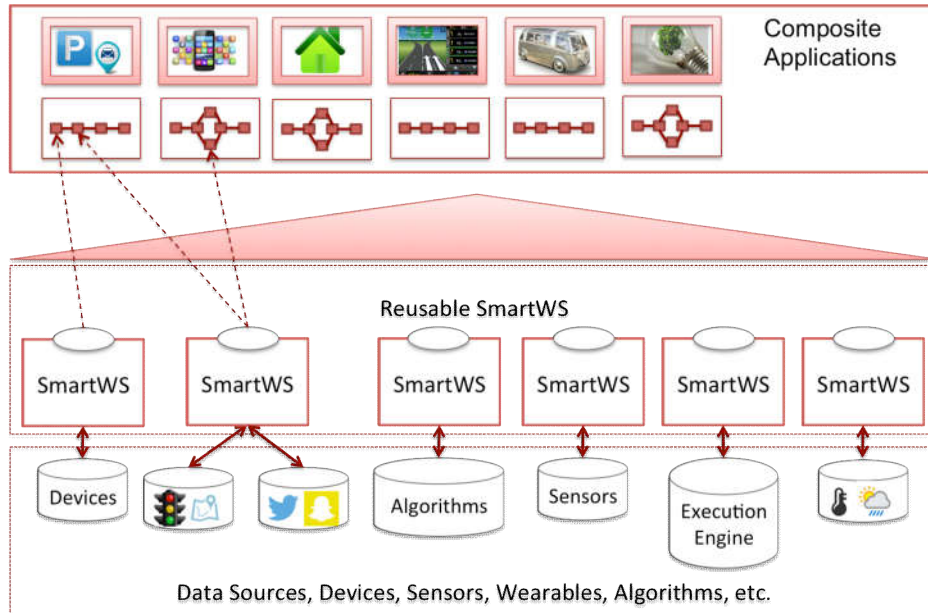 Composite
Applications
P
Reusable SmartWS
SmartWS
SmartWS
SmartWS
SmartWS
SmartWS
SmartWS
Devices
Algorithms
Sensors
Execution
Engine
Data Sources, Devices, Sensors, Wearables, Algorithms, etc.